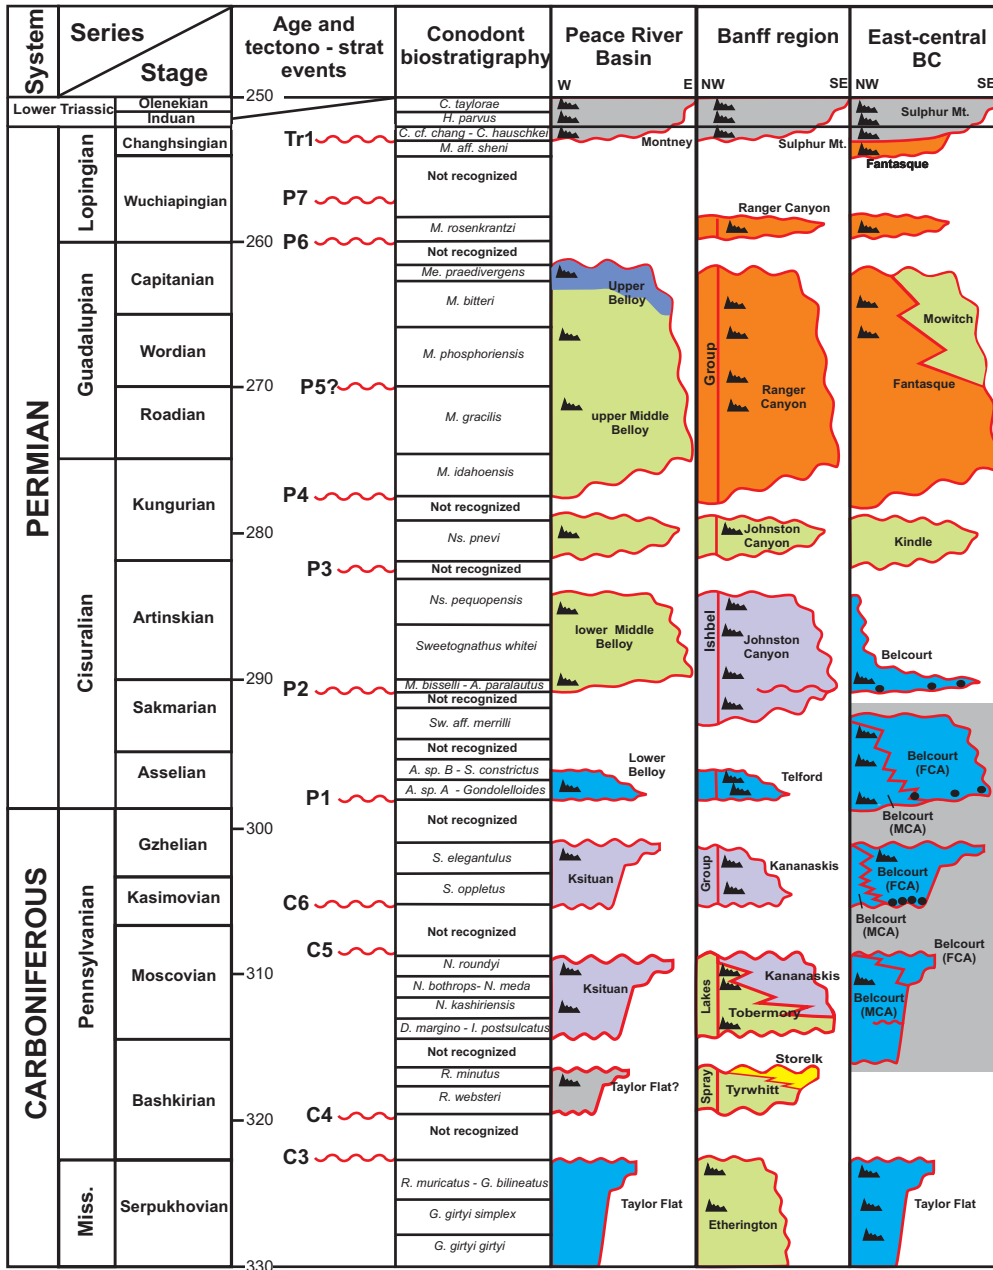 System
Series
Stage
Age and
tectono - strat
events
Conodont
biostratigraphy
Peace River
Basin
W
E
Banff region
NW
SE
East-central
BC
NW
SE
Lower Triassic
Olenekian
Induan
PERMIAN
CARBONIFEROUS
Lopingian
Guadalupian
Cisuralian
Pennsylvanian
Miss.
Changhsingian
Wuchiapingian
Capitanian
Wordian
Roadian
Kungurian
Artinskian
Sakmarian
Asselian
Gzhelian
Kasimovian
Moscovian
Bashkirian
Serpukhovian
250
Tr1
P7
P6
260
P5?
270
P4
280
P3
P2
290
P1
300
C6
C5
310
C4
320
C3
330
C. taylorae
H. parvus
C. cf. chang - C. hauschkei
M. aff. sheni
Not recognized
M. rosenkrantzi
Not recognized
Me. praedivergens
M. bitteri
M. phosphoriensis
M. gracilis
M. idahoensis
Not recognized
Ns. pnevi
Not recognized
Ns. pequopensis
Sweetognathus whitei
M. bisselli - A. paralautus
Not recognized
Sw. aff. merrilli
Not recognized
A. sp. B - S. constrictus
A. sp. A - Gondolelloides
Not recognized
S. elegantulus
S. oppletus
Not recognized
N. roundyi
N. bothrops- N. meda
N. kashiriensis
D. margino - I. postsulcatus
Not recognized
R. minutus
R. websteri
Not recognized
R. muricatus - G. bilineatus
G. girtyi simplex
G. girtyi girtyi
Montney
Upper
Belloy
upper Middle
Belloy
lower Middle
Belloy
Lower
Belloy
Ksituan
Ksituan
Taylor Flat?
Taylor Flat
Sulphur Mt.
Ranger Canyon
Group
Ranger
Canyon
Johnston
Canyon
Ishbel
Johnston
Canyon
Telford
Group
Kananaskis
Lakes
Kananaskis
Tobermory
Storelk
Spray
Tyrwhitt
Etherington
Sulphur Mt.
Fantasque
Mowitch
Fantasque
Kindle
Belcourt
Belcourt
(FCA)
Belcourt
(MCA)
Belcourt
(FCA)
Belcourt
(MCA)
Belcourt
(FCA)
Belcourt
(MCA)
Taylor Flat